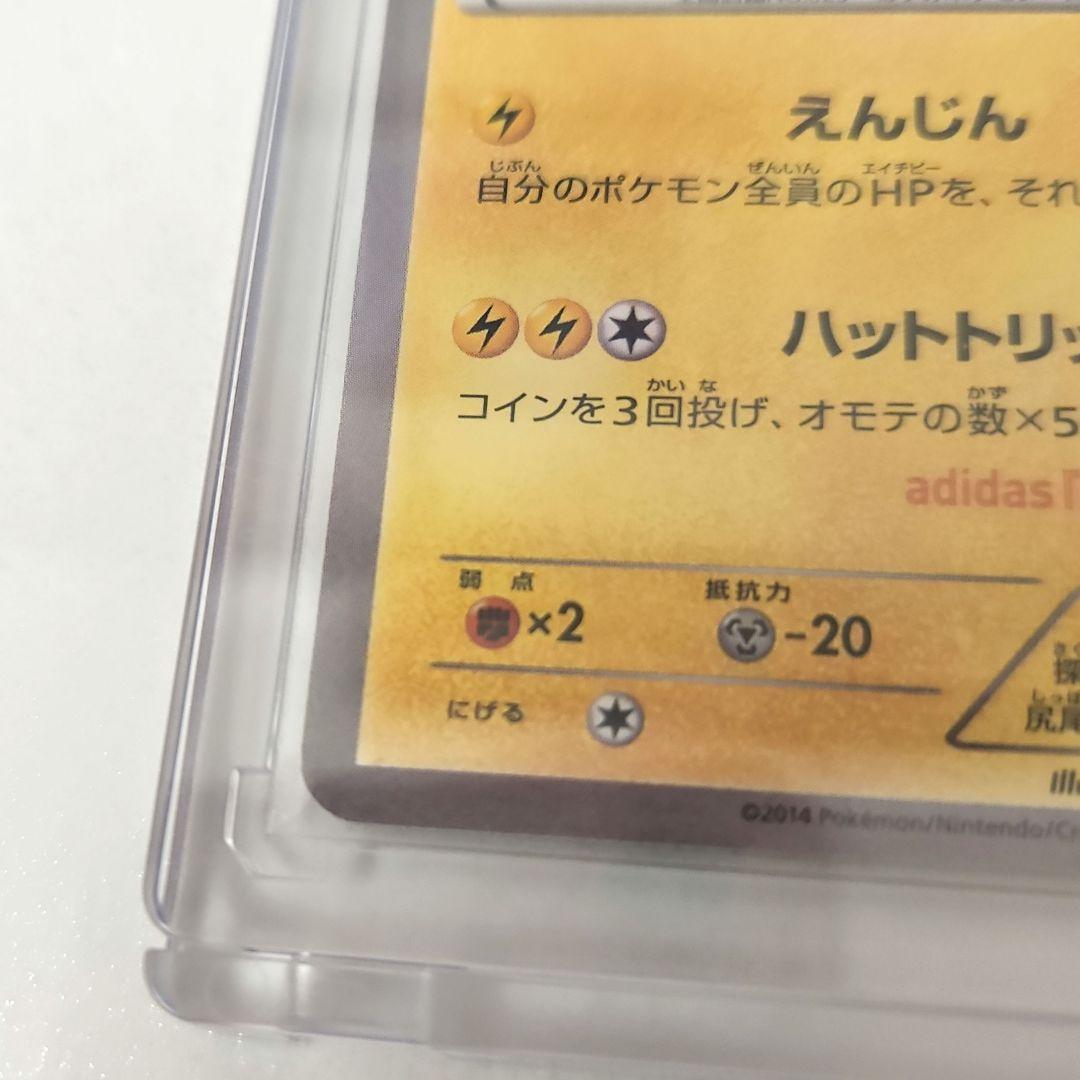 えんじん
自分のポケモン全員のHPを、それ
ハットトリッ
コインを3回投げ、オモテの数×5
adidas
弱点
抵抗力
×2
-20
にげる
尻尾
©2014 Pokémon/Nintendo/Cr